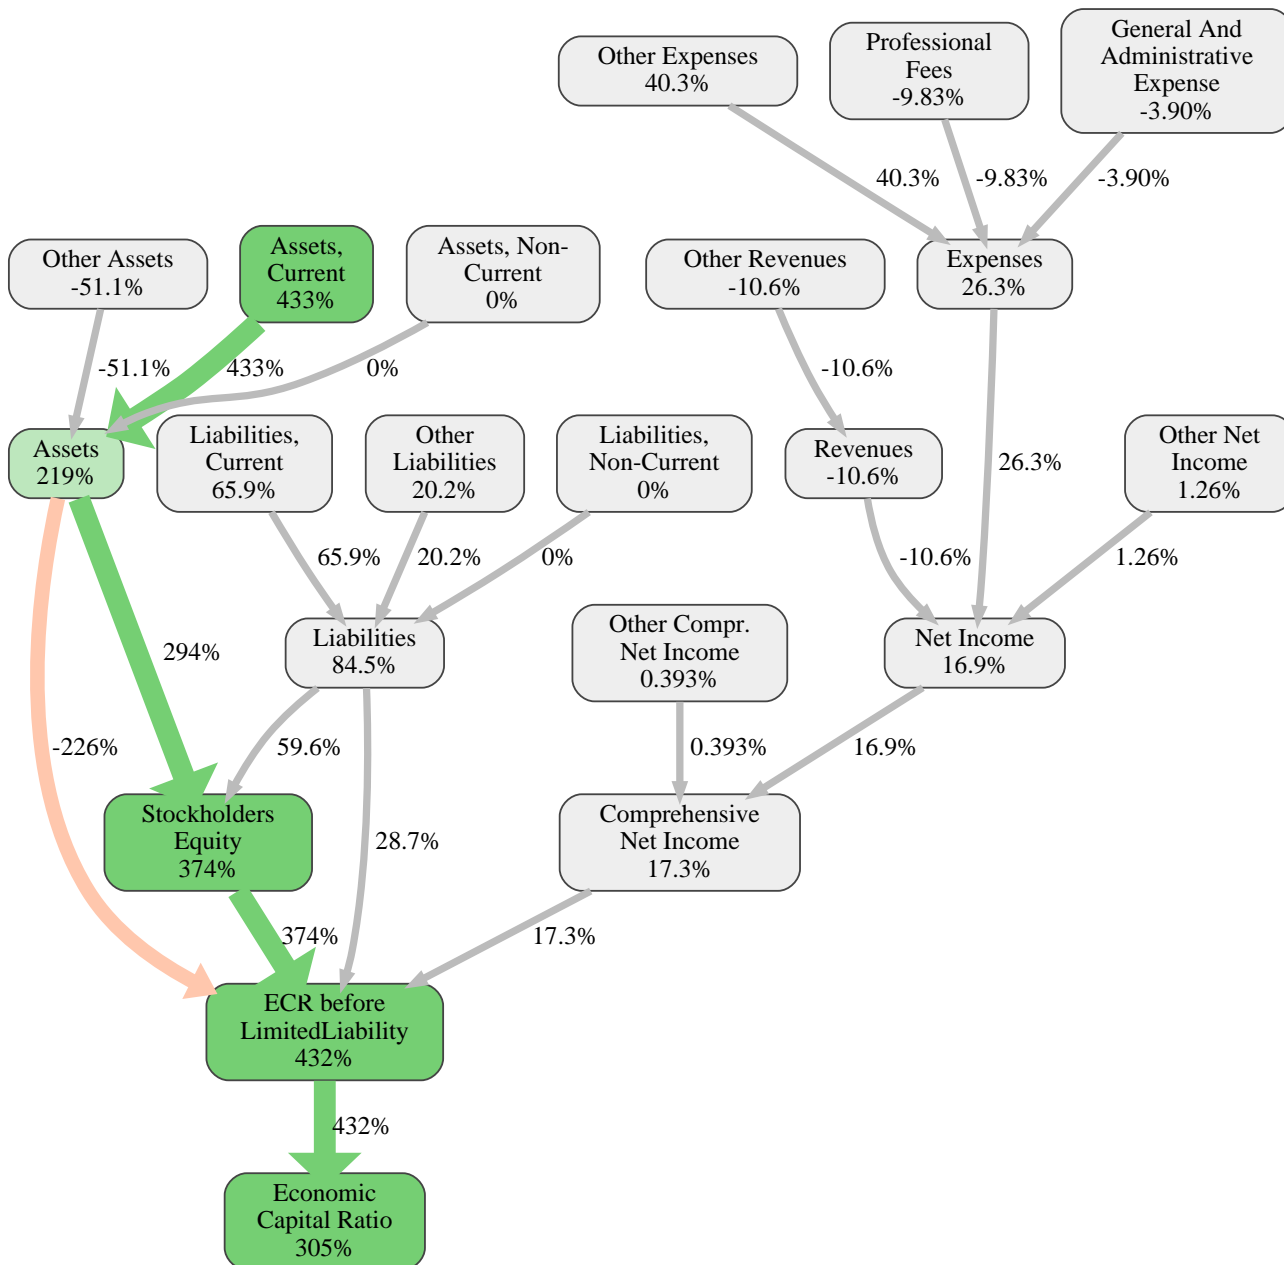 Other Expenses
40.3%
Professional
Fees
-9.83%
General And
Administrative
Expense
-3.90%
40.3%
-9.83%
-3.90%
Other Assets
-51.1%
Assets,
Current
433%
Assets, Non-
Current
0%
Other Revenues
-10.6%
Expenses
26.3%
-51.1%
433%
0%
-10.6%
Assets
219%
Liabilities,
Current
65.9%
Other
Liabilities
20.2%
Liabilities,
Non-Current
0%
Revenues
-10.6%
26.3%
Other Net
Income
1.26%
65.9%
20.2%
0%
-10.6%
1.26%
294%
Liabilities
84.5%
Other Compr.
Net Income
0.393%
Net Income
16.9%
-226%
59.6%
0.393%
16.9%
Stockholders
Equity
374%
28.7%
Comprehensive
Net Income
17.3%
374%
17.3%
ECR before
LimitedLiability
432%
432%
Economic
Capital Ratio
305%